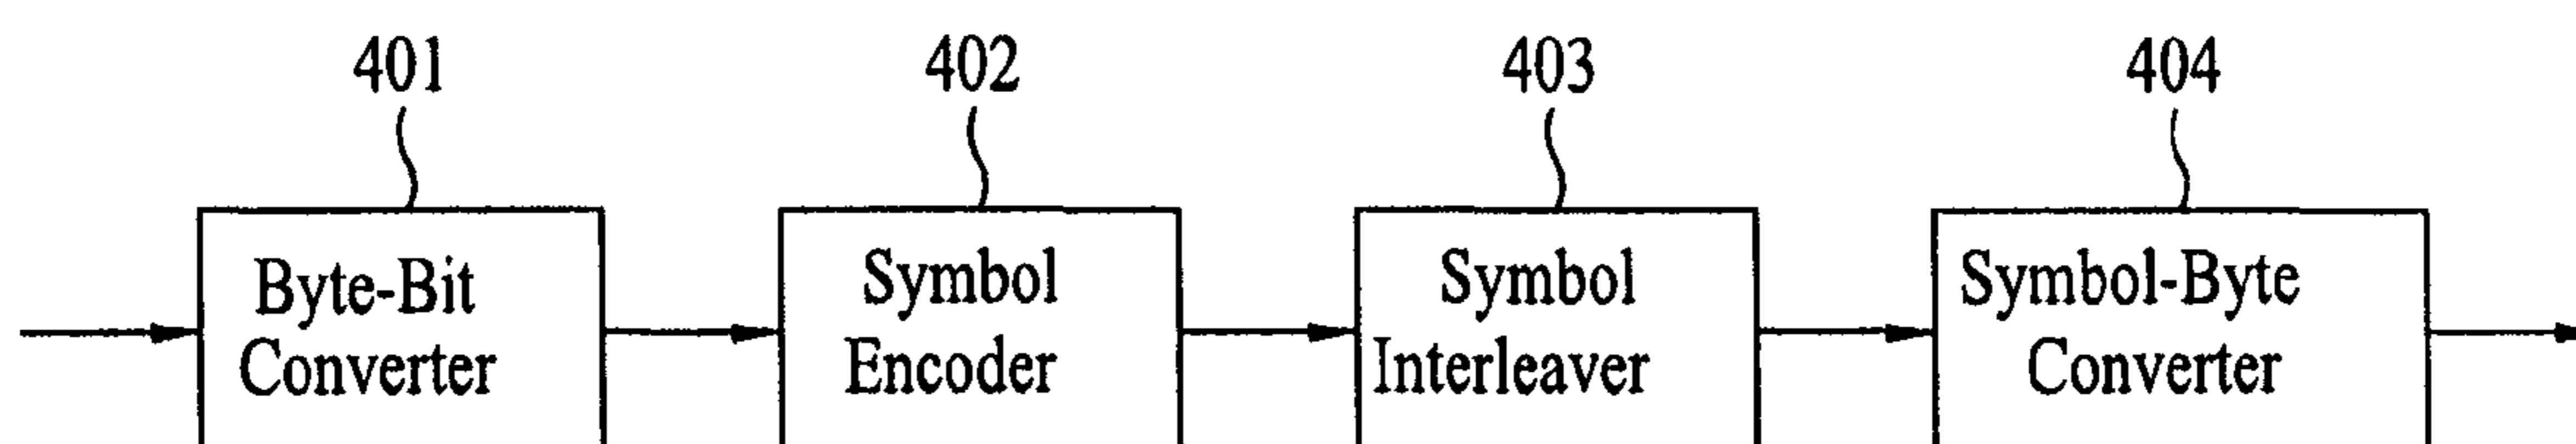 401
402
403
404
Byte-Bit
Converter
Symbol
Encoder
Symbol
Interleaver
Symbol-Byte
Converter